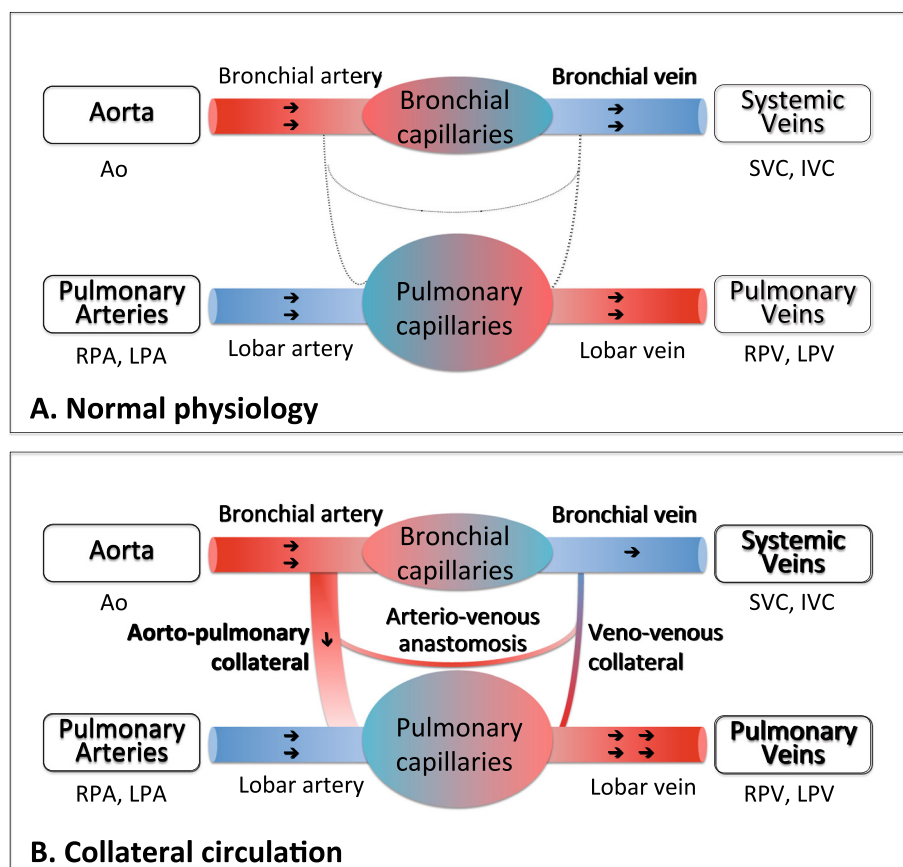 Bronchial artery
Bronchial vein
Aorta
Bronchial
capillaries
Systemic
Veins
Ao
SVC, IVC
Pulmonary
Arteries
Pulmonary
capillaries
Pulmonary
Veins
RPA, LPA
Lobar artery
Lobar vein
RPV, LPV
A. Normal physiology
Bronchial artery
Bronchial vein
Aorta
Bronchial
capillaries
Systemic
Veins
Ao
SVC, IVC
Aorto-pulmonary
collateral
Arterio-venous
anastomosis
Veno-venous
collateral
Pulmonary
Arteries
Pulmonary
capillaries
Pulmonary
Veins
RPA, LPA
Lobar artery
Lobar vein
RPV, LPV
B. Collateral circulation